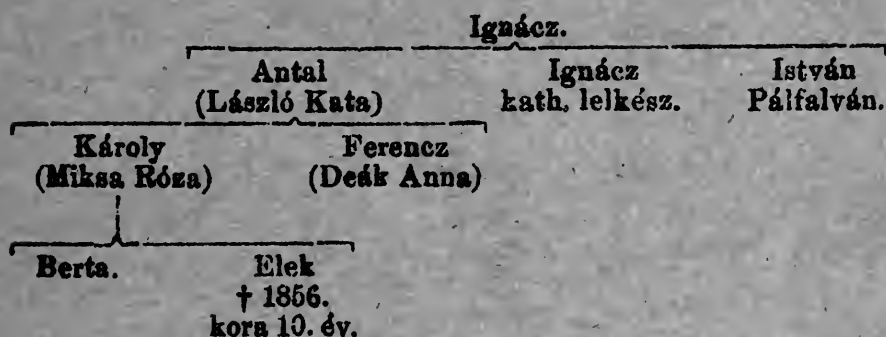 Ignácz.
Antal Ignácz István
(László Kata) kath. lelkész. Pálfalván.
Károly Ferencz
(Miksa Róza) (Deák Anna)
Berta. Elek
† 1856.
kora 10. év.